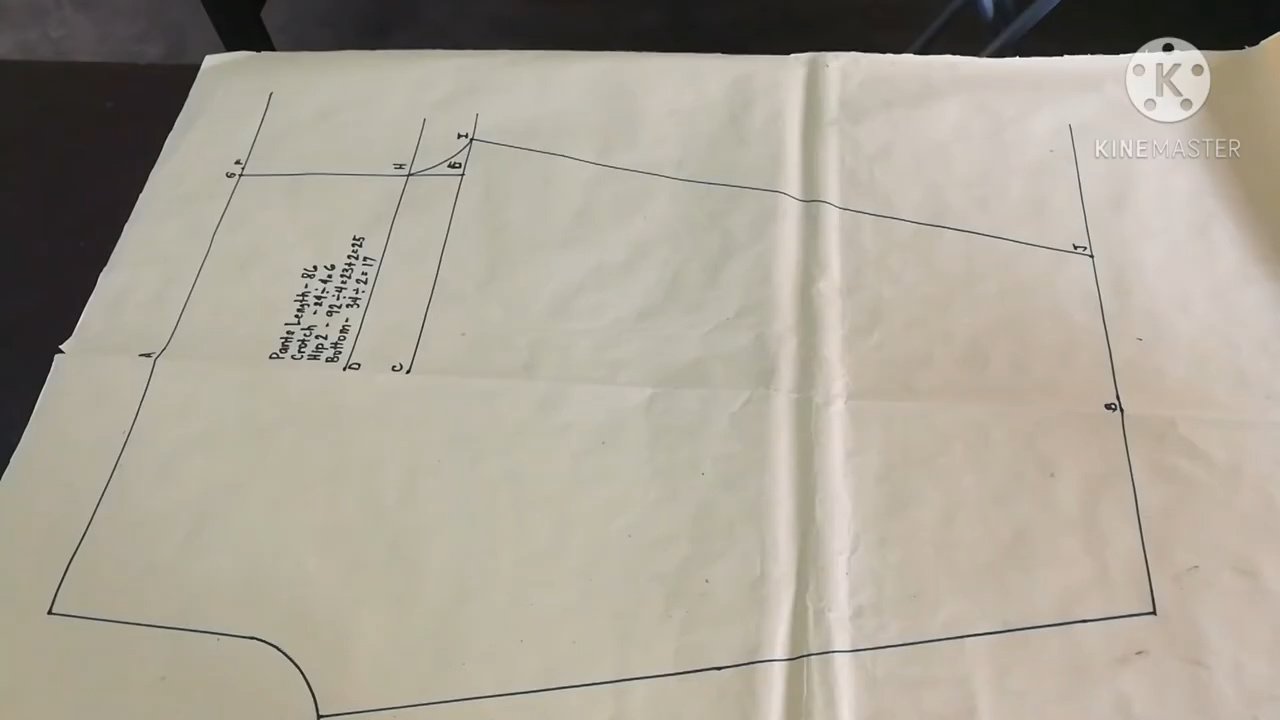 KINEMASTER
K
F
G
H
I
E
A
D
C
J
B
Pants Length - 86
Crotch - 24÷4=6
Hip 2 - 92÷4=23+2=25
Bottom - 34÷2=17